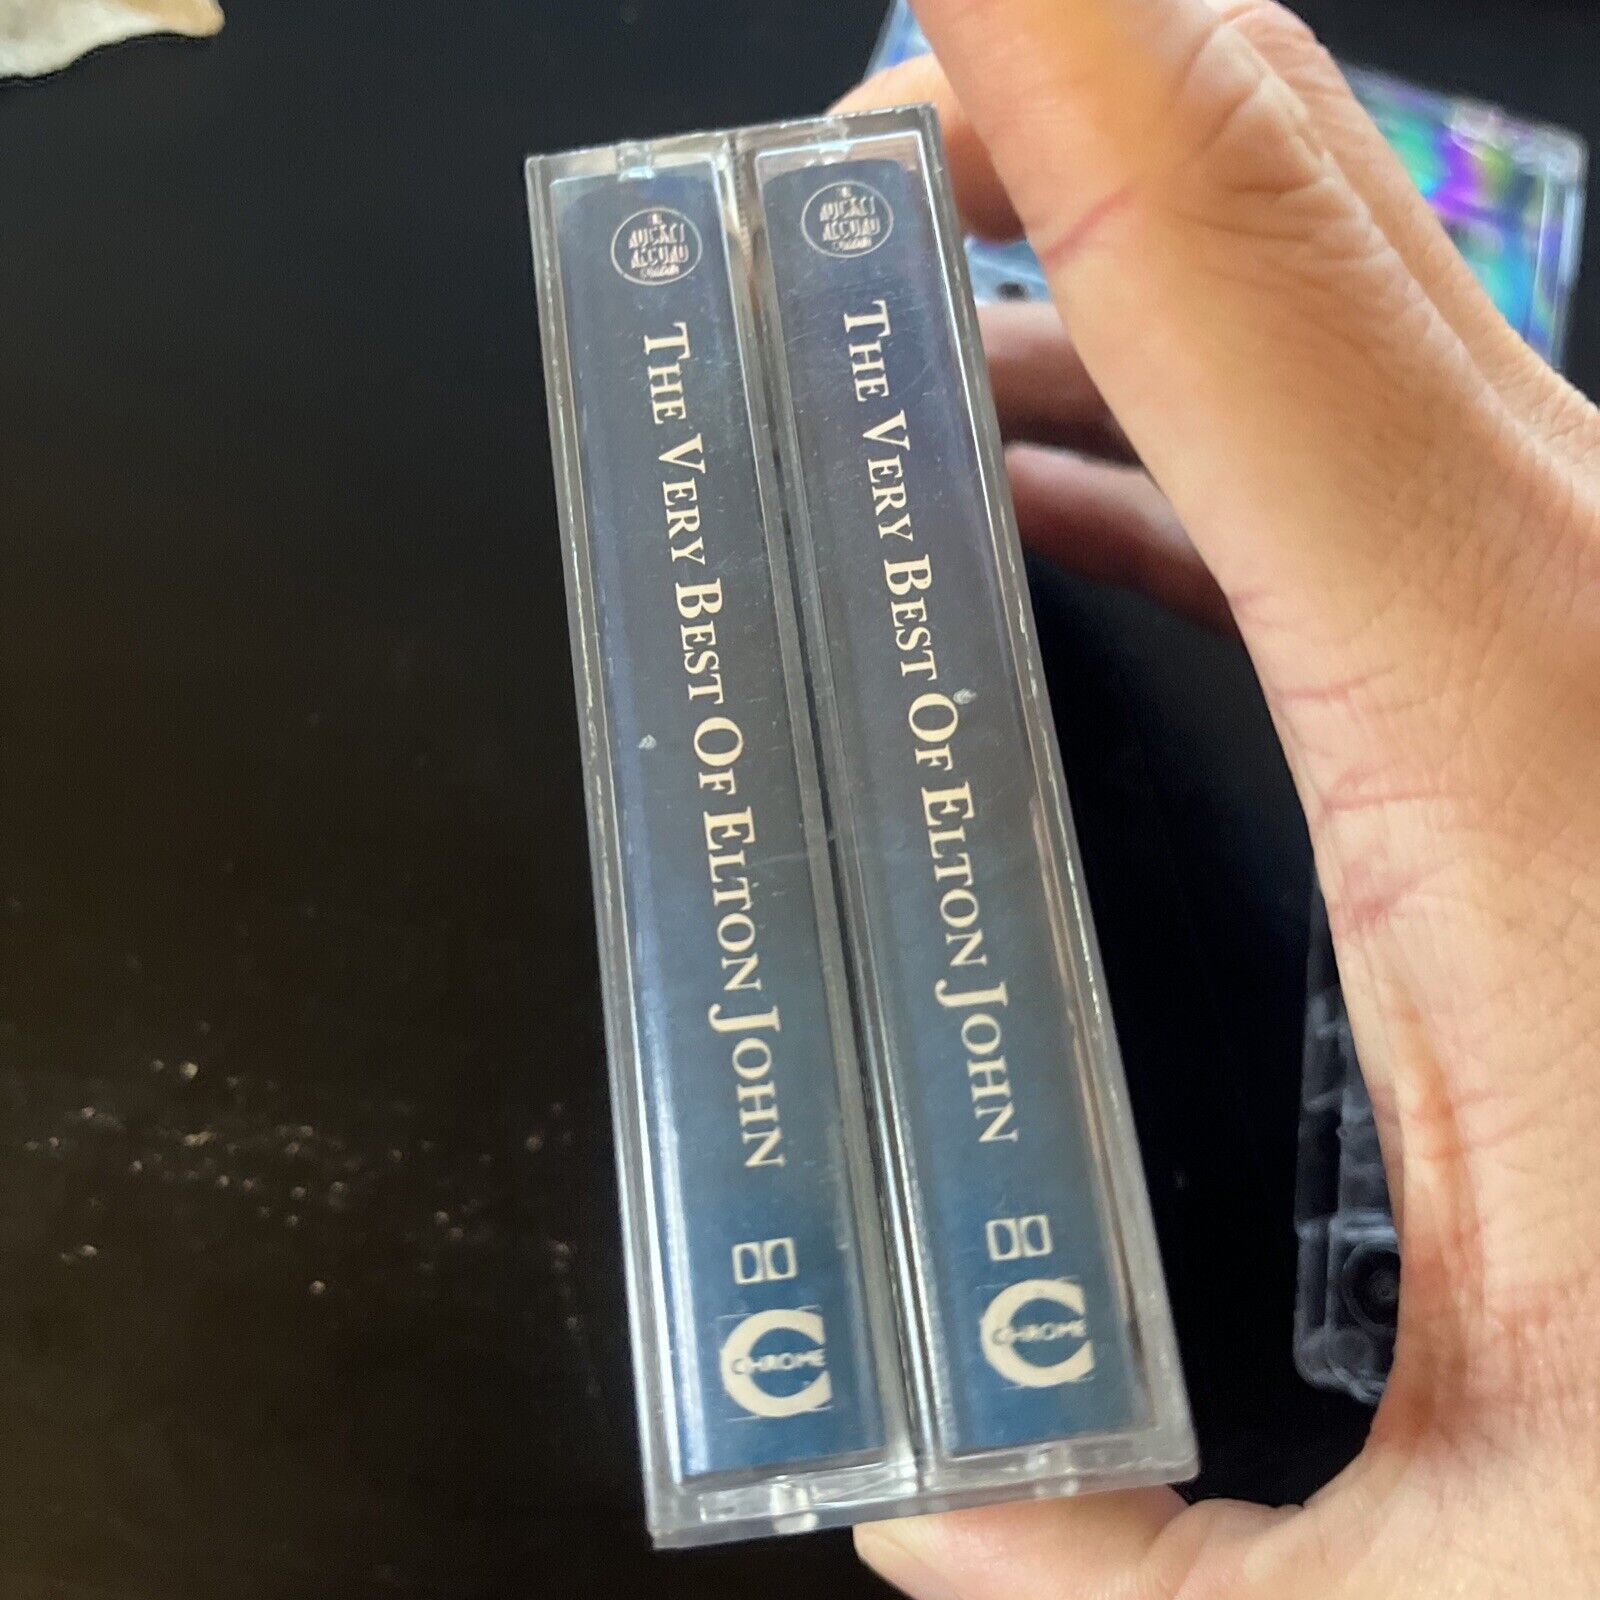 THE VERY BEST OF ELTON JOHN
CHROME
THE VERY BEST OF ELTON JOHN
CHROME